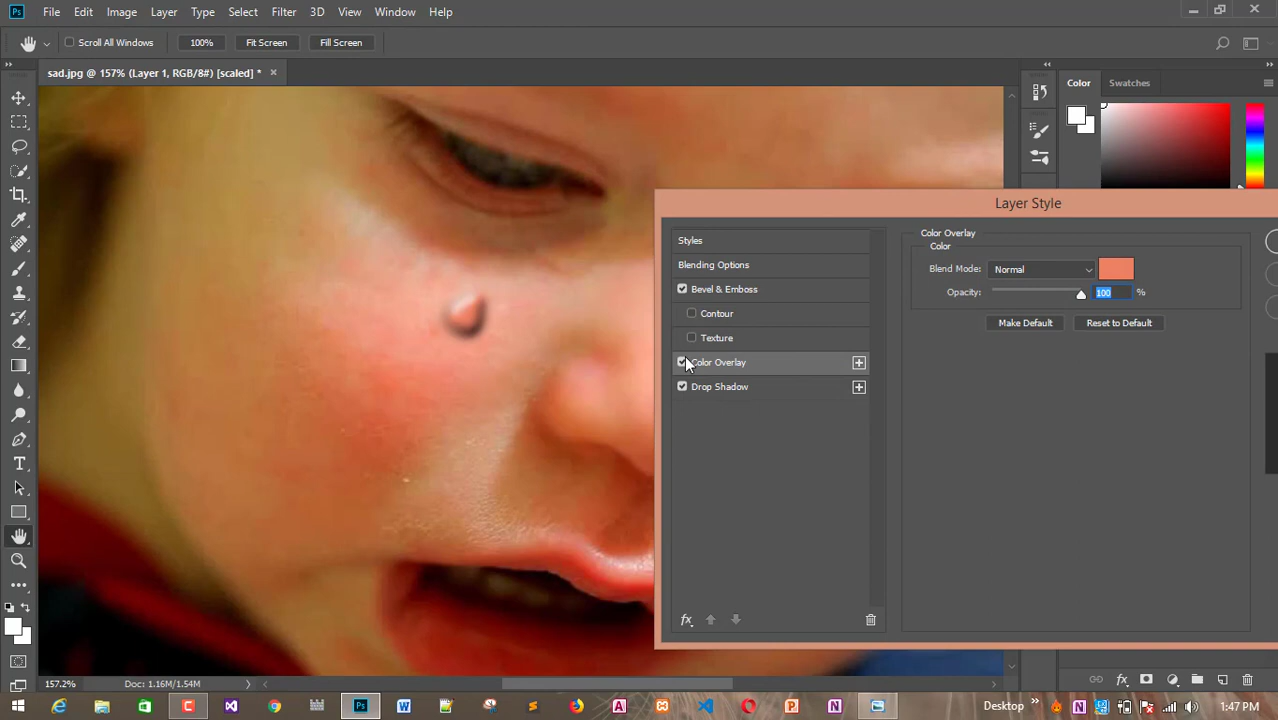 Ps File Edit Image Layer Type Select Filter 3D View Window Help
Scroll All Windows 100% Fit Screen Fill Screen
sad.jpg @ 157% (Layer 1, RGB/8#) [scaled] * ×
Color Swatches
Layer Style
Styles
Blending Options
Bevel & Emboss
Contour
Texture
Color Overlay
Drop Shadow
fx
Color Overlay
Color
Blend Mode: Normal
Opacity: 100 %
Make Default Reset to Default
T
157.2% Doc: 1.16M/1.54M
fx
Desktop 1:47 PM